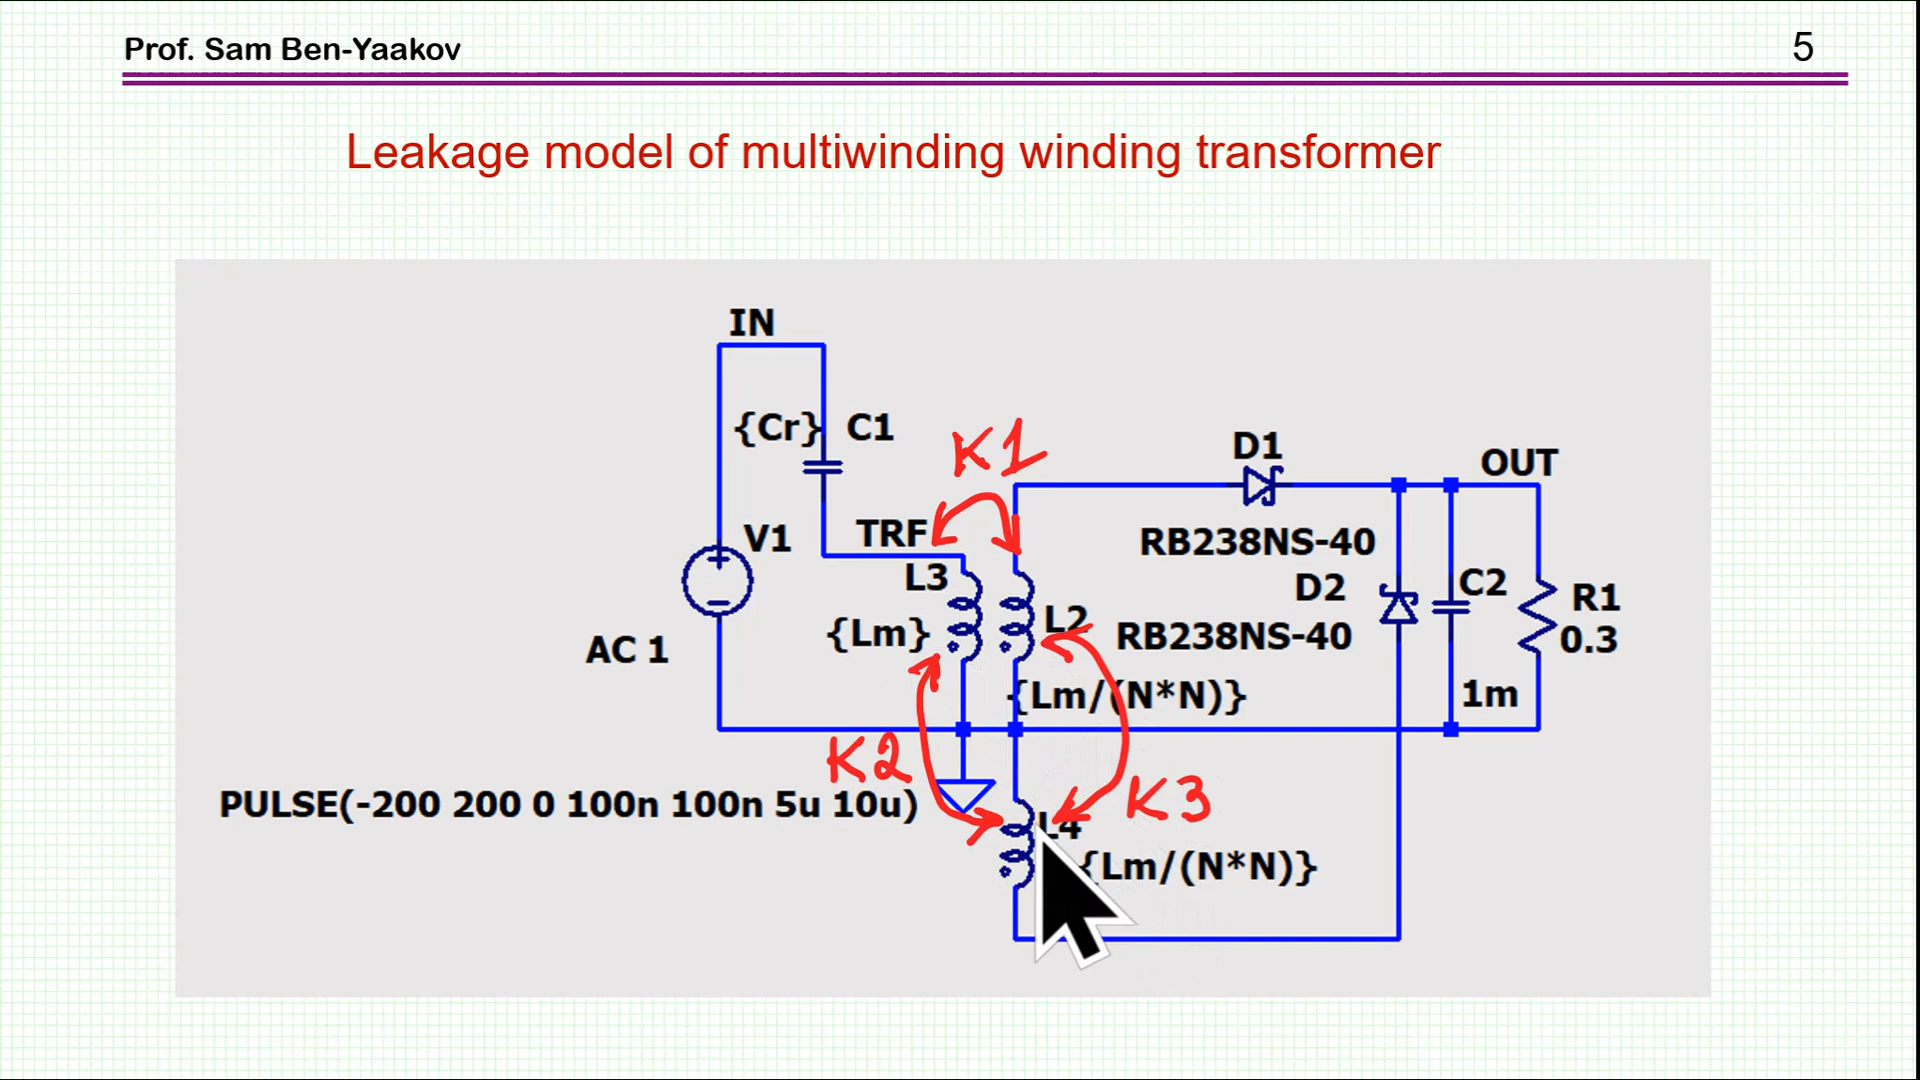 Prof. Sam Ben-Yaakov
5
Leakage model of multiwinding winding transformer
IN
{Cr} C1
K1
D1
OUT
V1
TRF
RB238NS-40
L3
D2
C2
R1
L2
{Lm}
RB238NS-40
0.3
AC 1
{Lm/(N*N)}
1m
K2
K3
PULSE(-200 200 0 100n 100n 5u 10u)
L4
{Lm/(N*N)}